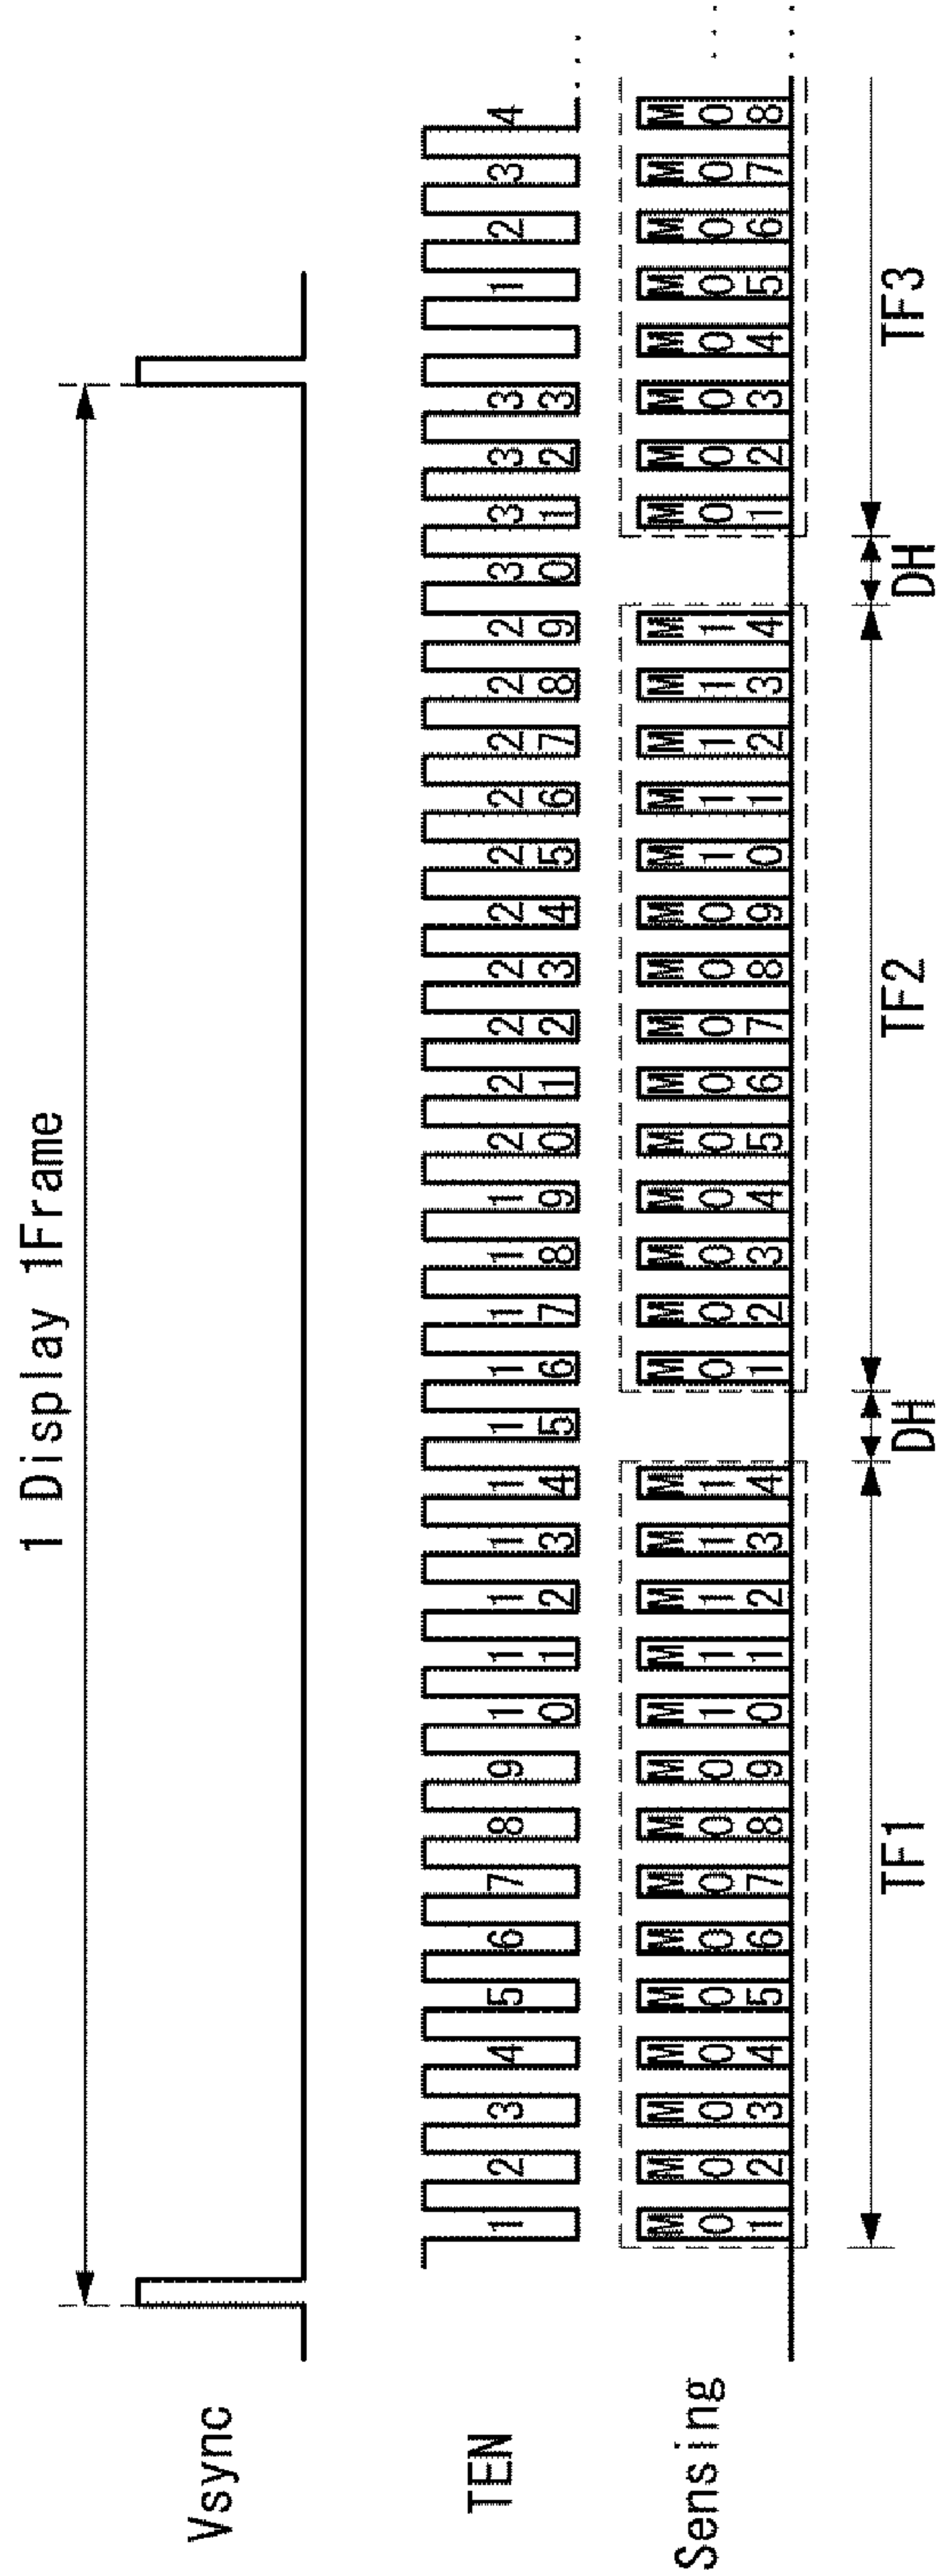 1 Display 1Frame
Vsync
TEN 1 2 3 4 5 6 7 8 9 10 11 12 13 14 15 16 17 18 19 20 21 22 23 24 25 26 27 28 29 30 31 32 33 1 2 3 4 ...
Sensing M01 M02 M03 M04 M05 M06 M07 M08 M09 M10 M11 M12 M13 M14 M01 M02 M03 M04 M05 M06 M07 M08 M09 M10 M11 M12 M13 M14 M01 M02 M03 M04 M05 M06 M07 M08 ...
TF1 DH TF2 DH TF3